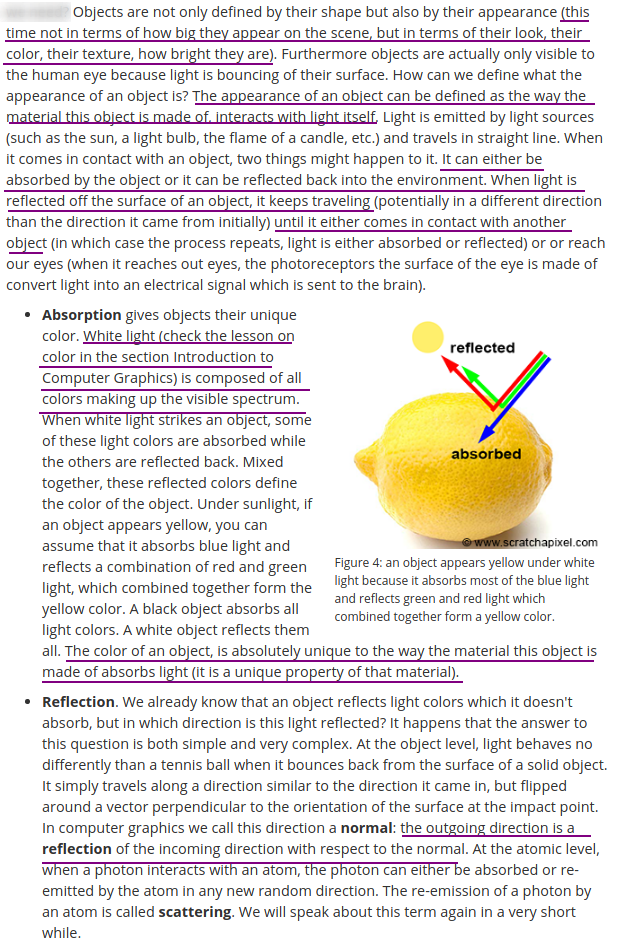 Objects are not only defined by their shape but also by their appearance (this
time not in terms of how big they appear on the scene, but in terms of their look, their
color, their texture, how bright they are). Furthermore objects are actually only visible to
the human eye because light is bouncing of their surface. How can we define what the
appearance of an object is? The appearance of an object can be defined as the way the
material this object is made of, interacts with light itself. Light is emitted by light sources
(such as the sun, a light bulb, the flame of a candle, etc.) and travels in straight line. When
it comes in contact with an object, two things might happen to it. It can either be
absorbed by the object or it can be reflected back into the environment. When light is
reflected off the surface of an object, it keeps traveling (potentially in a different direction
than the direction it came from initially) until it either comes in contact with another
object (in which case the process repeats, light is either absorbed or reflected) or or reach
our eyes (when it reaches out eyes, the photoreceptors the surface of the eye is made of
convert light into an electrical signal which is sent to the brain).
• Absorption gives objects their unique
color. White light (check the lesson on
color in the section Introduction to
Computer Graphics) is composed of all
colors making up the visible spectrum.
When white light strikes an object, some
of these light colors are absorbed while
the others are reflected back. Mixed
together, these reflected colors define
the color of the object. Under sunlight, if
an object appears yellow, you can
assume that it absorbs blue light and
reflects a combination of red and green
light, which combined together form the
yellow color. A black object absorbs all
light colors. A white object reflects them
all. The color of an object, is absolutely unique to the way the material this object is
made of absorbs light (it is a unique property of that material).
reflected
absorbed
© www.scratchapixel.com
Figure 4: an object appears yellow under white
light because it absorbs most of the blue light
and reflects green and red light which
combined together form a yellow color.
• Reflection. We already know that an object reflects light colors which it doesn't
absorb, but in which direction is this light reflected? It happens that the answer to
this question is both simple and very complex. At the object level, light behaves no
differently than a tennis ball when it bounces back from the surface of a solid object.
It simply travels along a direction similar to the direction it came in, but flipped
around a vector perpendicular to the orientation of the surface at the impact point.
In computer graphics we call this direction a normal: the outgoing direction is a
reflection of the incoming direction with respect to the normal. At the atomic level,
when a photon interacts with an atom, the photon can either be absorbed or re-
emitted by the atom in any new random direction. The re-emission of a photon by
an atom is called scattering. We will speak about this term again in a very short
while.